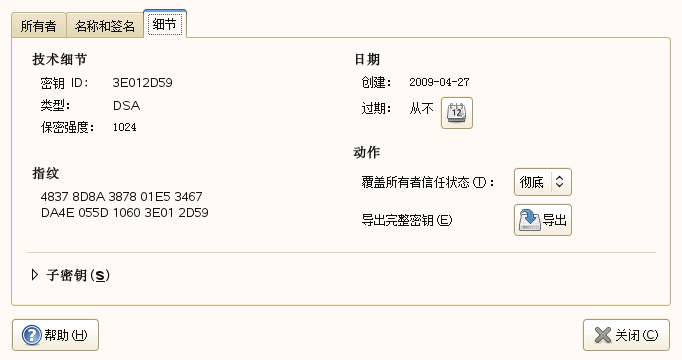 所有者 名称和签名 细节
技术细节
密钥 ID： 3E012D59
类型： DSA
保密强度： 1024
指纹
4837 8D8A 3878 01E5 3467
DA4E 055D 1060 3E01 2D59
日期
创建： 2009-04-27
过期： 从不 12
动作
覆盖所有者信任状态(T)： 彻底
导出完整密钥(E) 导出
子密钥(S)
帮助(H) 关闭(C)